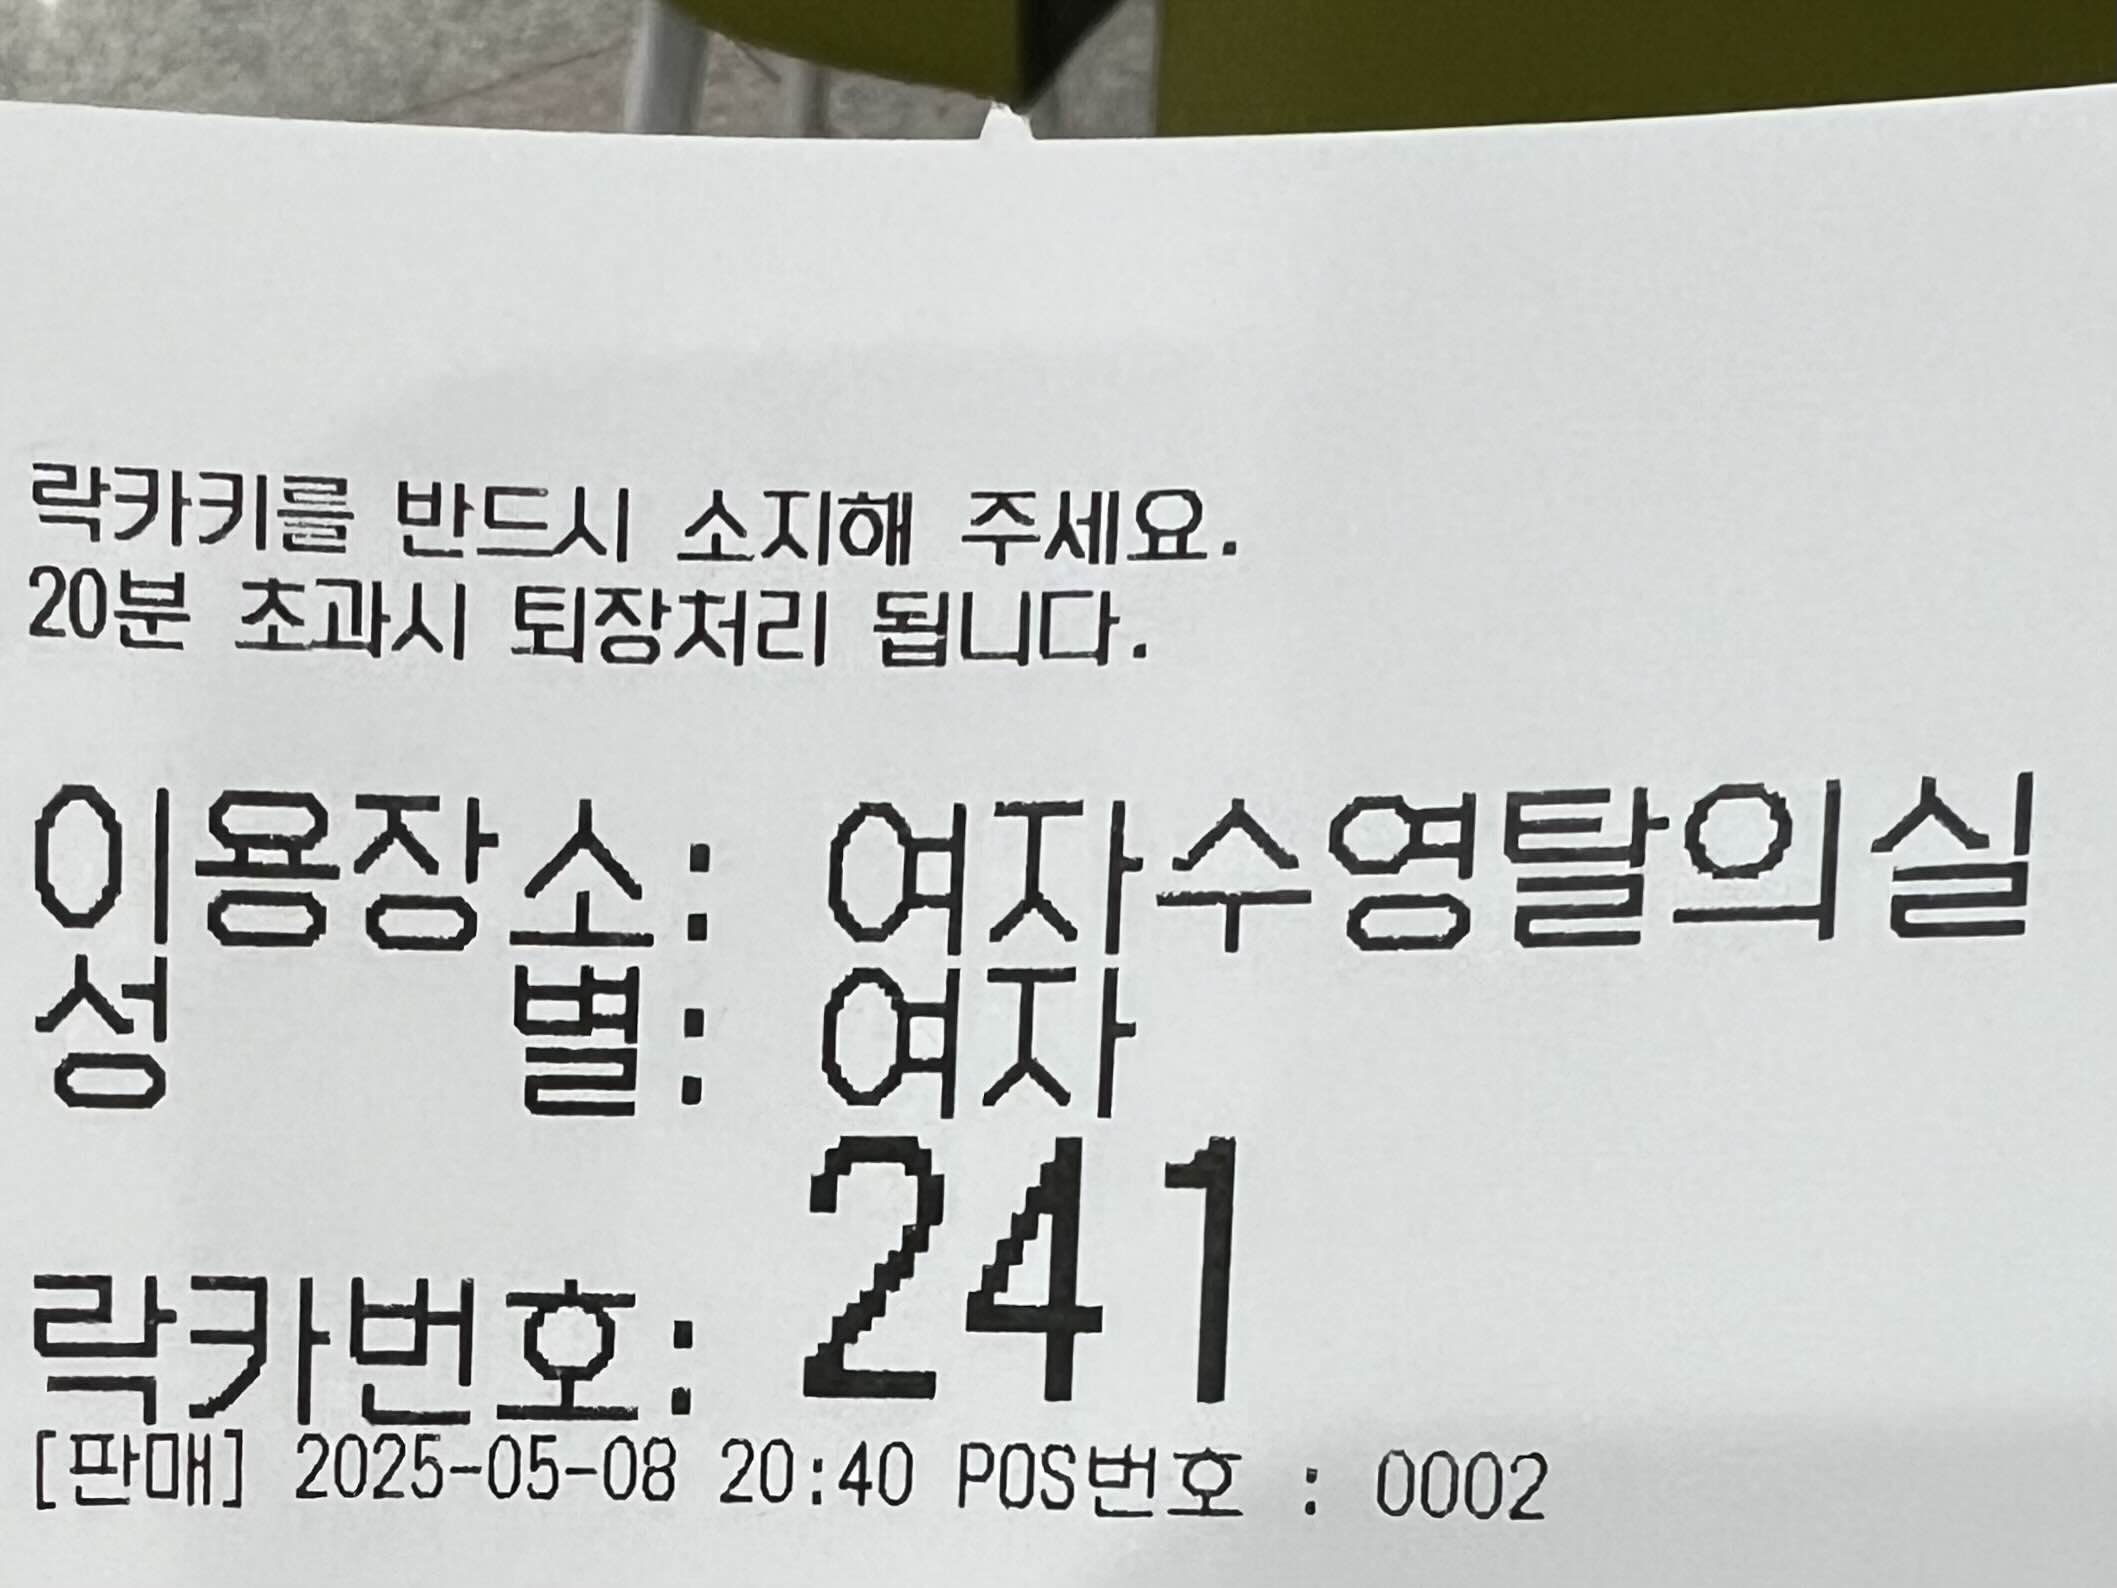 락카키를 반드시 소지해 주세요.
20분 초과시 퇴장처리 됩니다.
이용장소: 여자수영탈의실
성 별: 여자
락카번호: 241
[판매] 2025-05-08 20:40 POS번호 : 0002